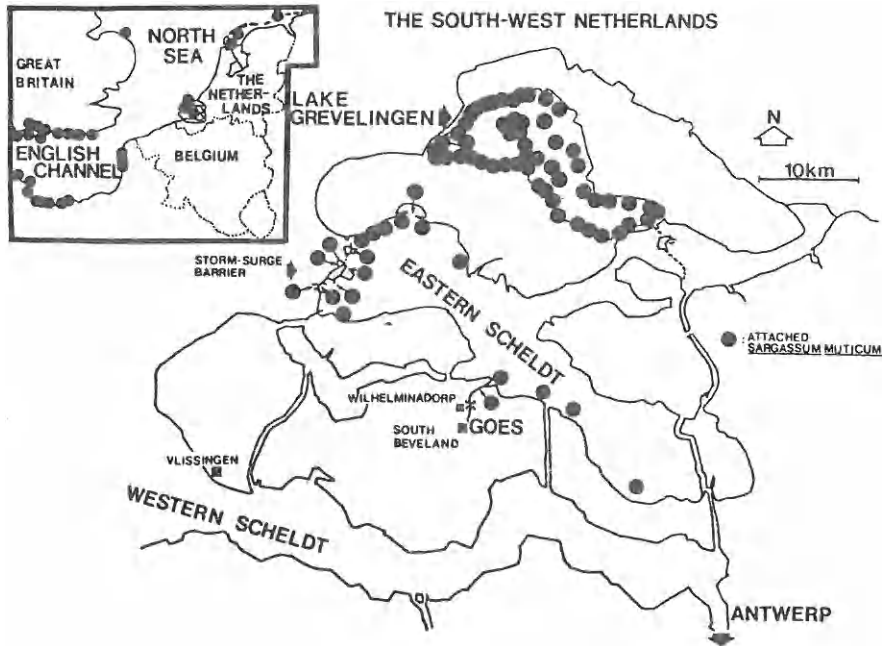 THE SOUTH-WEST NETHERLANDS
NORTH
SEA
GREAT
BRITAIN
THE
NETHER-
LANDS
ENGLISH
CHANNEL
BELGIUM
LAKE
GREVELINGEN
N
10km
STORM-SURGE
BARRIER
EASTERN SCHELDT
: ATTACHED
SARGASSUM MUTICUM
WILHELMINADORP
SOUTH
BEVELAND
GOES
VLISSINGEN
WESTERN SCHELDT
ANTWERP